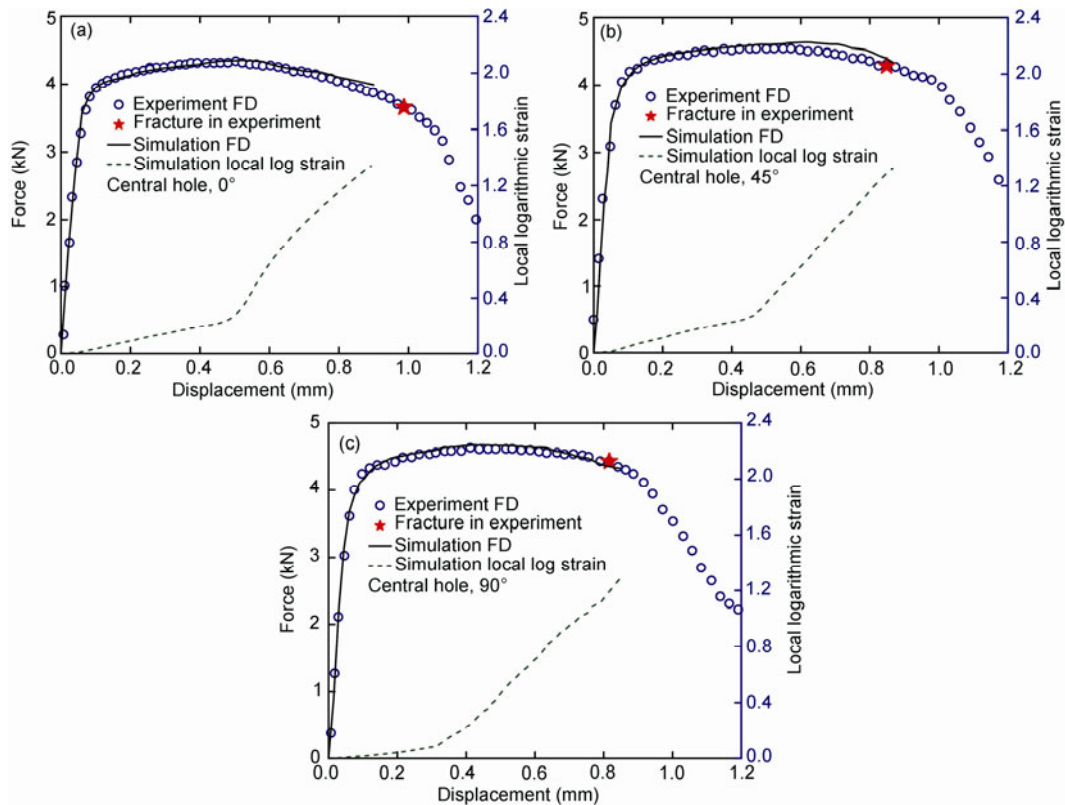 (a)
5
4
3
2
1
0
Force (kN)
Experiment FD
Fracture in experiment
Simulation FD
Simulation local log strain
Central hole, 0°
0.0 0.2 0.4 0.6 0.8 1.0 1.2
Displacement (mm)
2.4
2.0
1.6
1.2
0.8
0.4
0.0
Local logarithmic strain
(b)
5
4
3
2
1
0
Force (kN)
Experiment FD
Fracture in experiment
Simulation FD
Simulation local log strain
Central hole, 45°
0.0 0.2 0.4 0.6 0.8 1.0 1.2
Displacement (mm)
2.4
2.0
1.6
1.2
0.8
0.4
0.0
Local logarithmic strain
(c)
5
4
3
2
1
0
Force (kN)
Experiment FD
Fracture in experiment
Simulation FD
Simulation local log strain
Central hole, 90°
0.0 0.2 0.4 0.6 0.8 1.0 1.2
Displacement (mm)
2.4
2.0
1.6
1.2
0.8
0.4
0.0
Local logarithmic strain